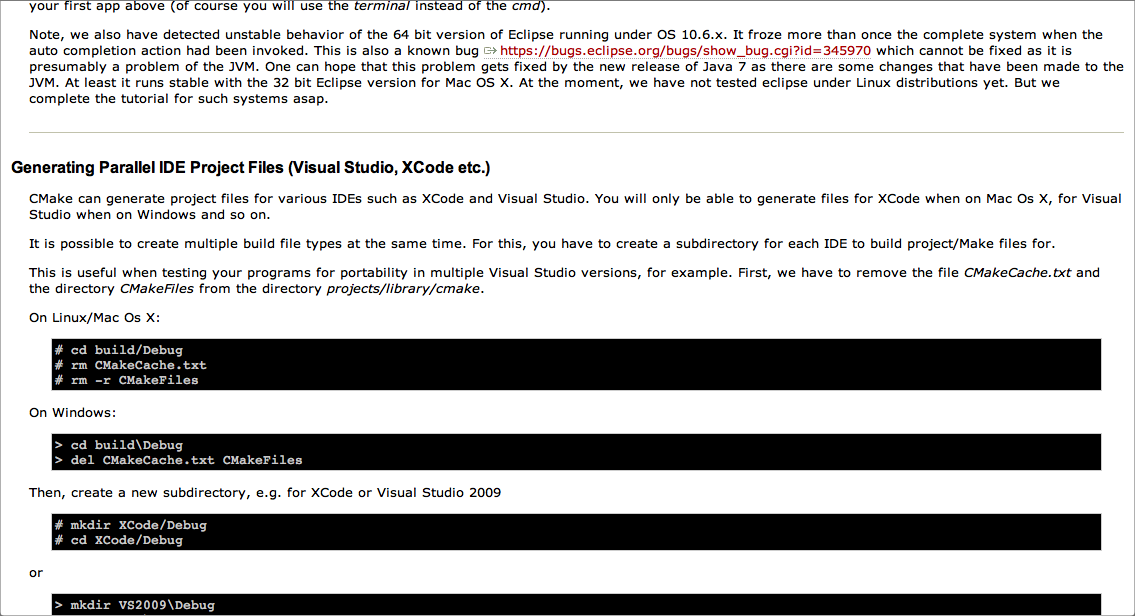 your first app above (of course you will use the terminal instead of the cmd).
Note, we also have detected unstable behavior of the 64 bit version of Eclipse running under OS 10.6.x. It froze more than once the complete system when the
auto completion action had been invoked. This is also a known bug https://bugs.eclipse.org/bugs/show_bug.cgi?id=345970 which cannot be fixed as it is
presumably a problem of the JVM. One can hope that this problem gets fixed by the new release of Java 7 as there are some changes that have been made to the
JVM. At least it runs stable with the 32 bit Eclipse version for Mac OS X. At the moment, we have not tested eclipse under Linux distributions yet. But we
complete the tutorial for such systems asap.
Generating Parallel IDE Project Files (Visual Studio, XCode etc.)
CMake can generate project files for various IDEs such as XCode and Visual Studio. You will only be able to generate files for XCode when on Mac Os X, for Visual
Studio when on Windows and so on.
It is possible to create multiple build file types at the same time. For this, you have to create a subdirectory for each IDE to build project/Make files for.
This is useful when testing your programs for portability in multiple Visual Studio versions, for example. First, we have to remove the file CMakeCache.txt and
the directory CMakeFiles from the directory projects/library/cmake.
On Linux/Mac Os X:
# cd build/Debug
# rm CMakeCache.txt
# rm -r CMakeFiles
On Windows:
> cd build\Debug
> del CMakeCache.txt CMakeFiles
Then, create a new subdirectory, e.g. for XCode or Visual Studio 2009
# mkdir XCode/Debug
# cd XCode/Debug
or
> mkdir VS2009\Debug